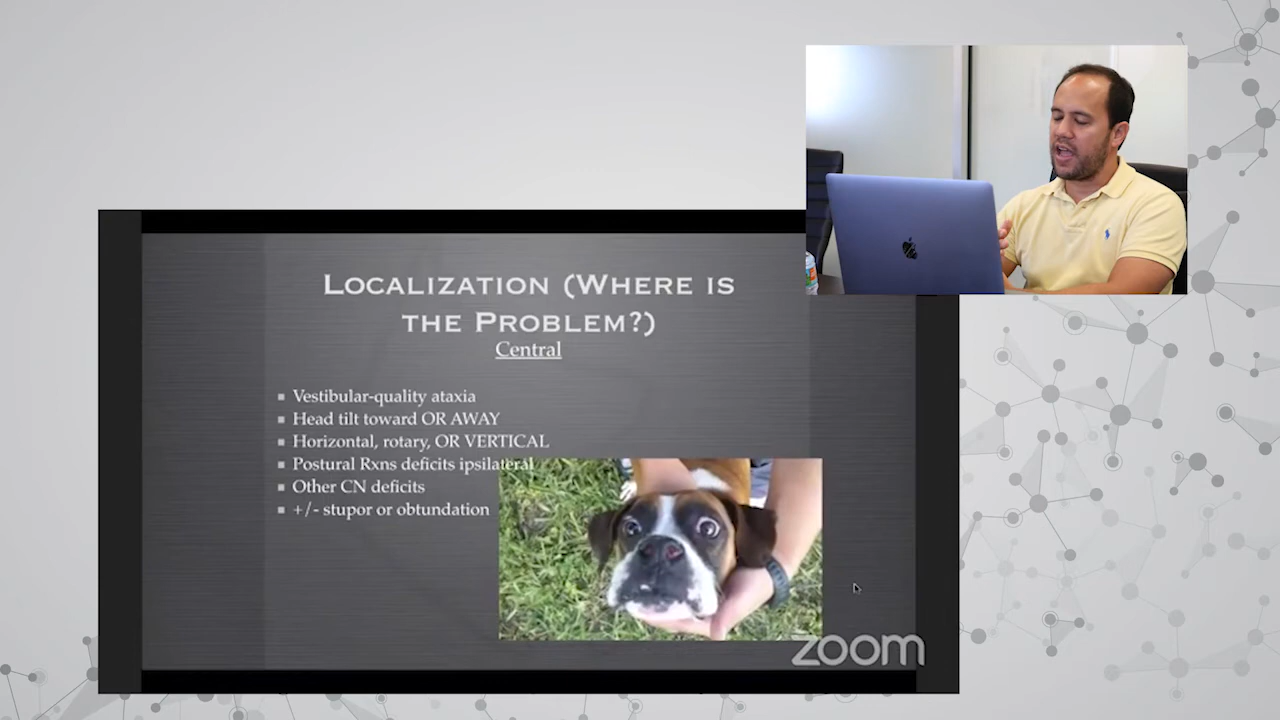 LOCALIZATION (WHERE IS
THE PROBLEM?)
Central
Vestibular-quality ataxia
Head tilt toward OR AWAY
Horizontal, rotary, OR VERTICAL
Postural Rxns deficits ipsilateral
Other CN deficits
+/- stupor or obtundation
zoom